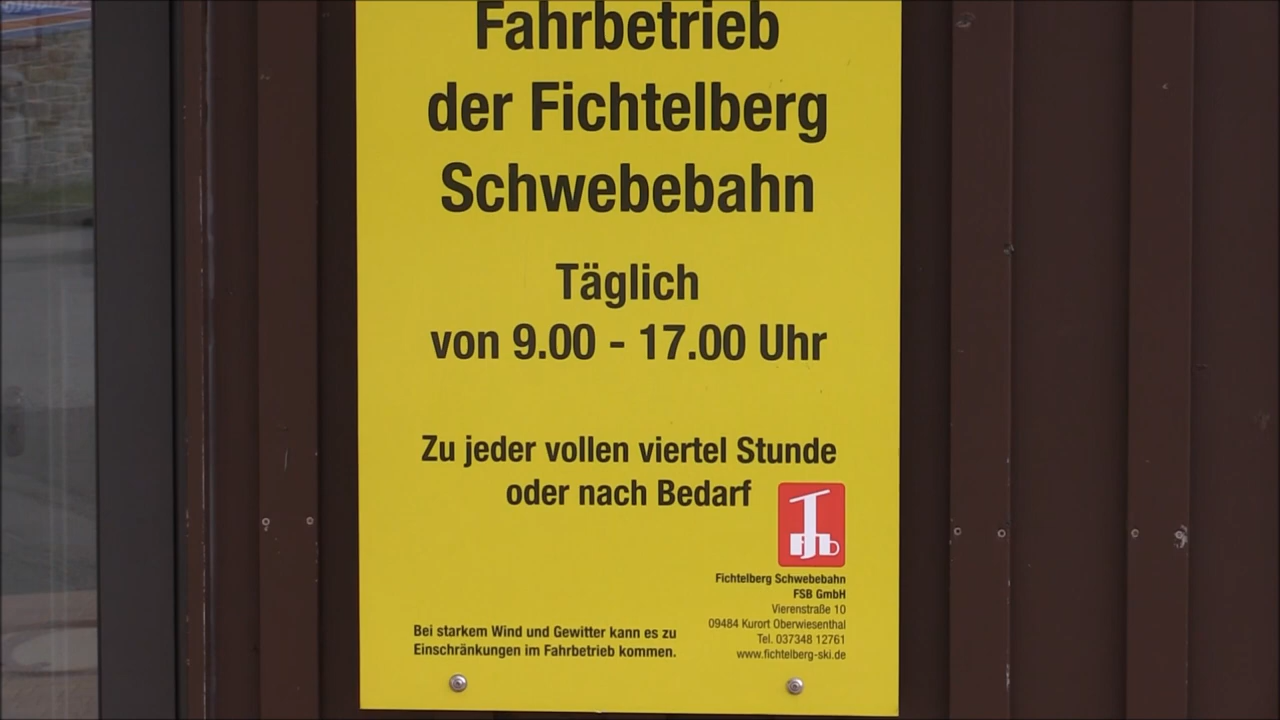 Fahrbetrieb
der Fichtelberg
Schwebebahn
Täglich
von 9.00 - 17.00 Uhr
Zu jeder vollen viertel Stunde
oder nach Bedarf
Fichtelberg Schwebebahn
FSB GmbH
Vierenstraße 10
09484 Kurort Oberwiesenthal
Tel. 037348 12761
www.fichtelberg-ski.de
Bei starkem Wind und Gewitter kann es zu
Einschränkungen im Fahrbetrieb kommen.